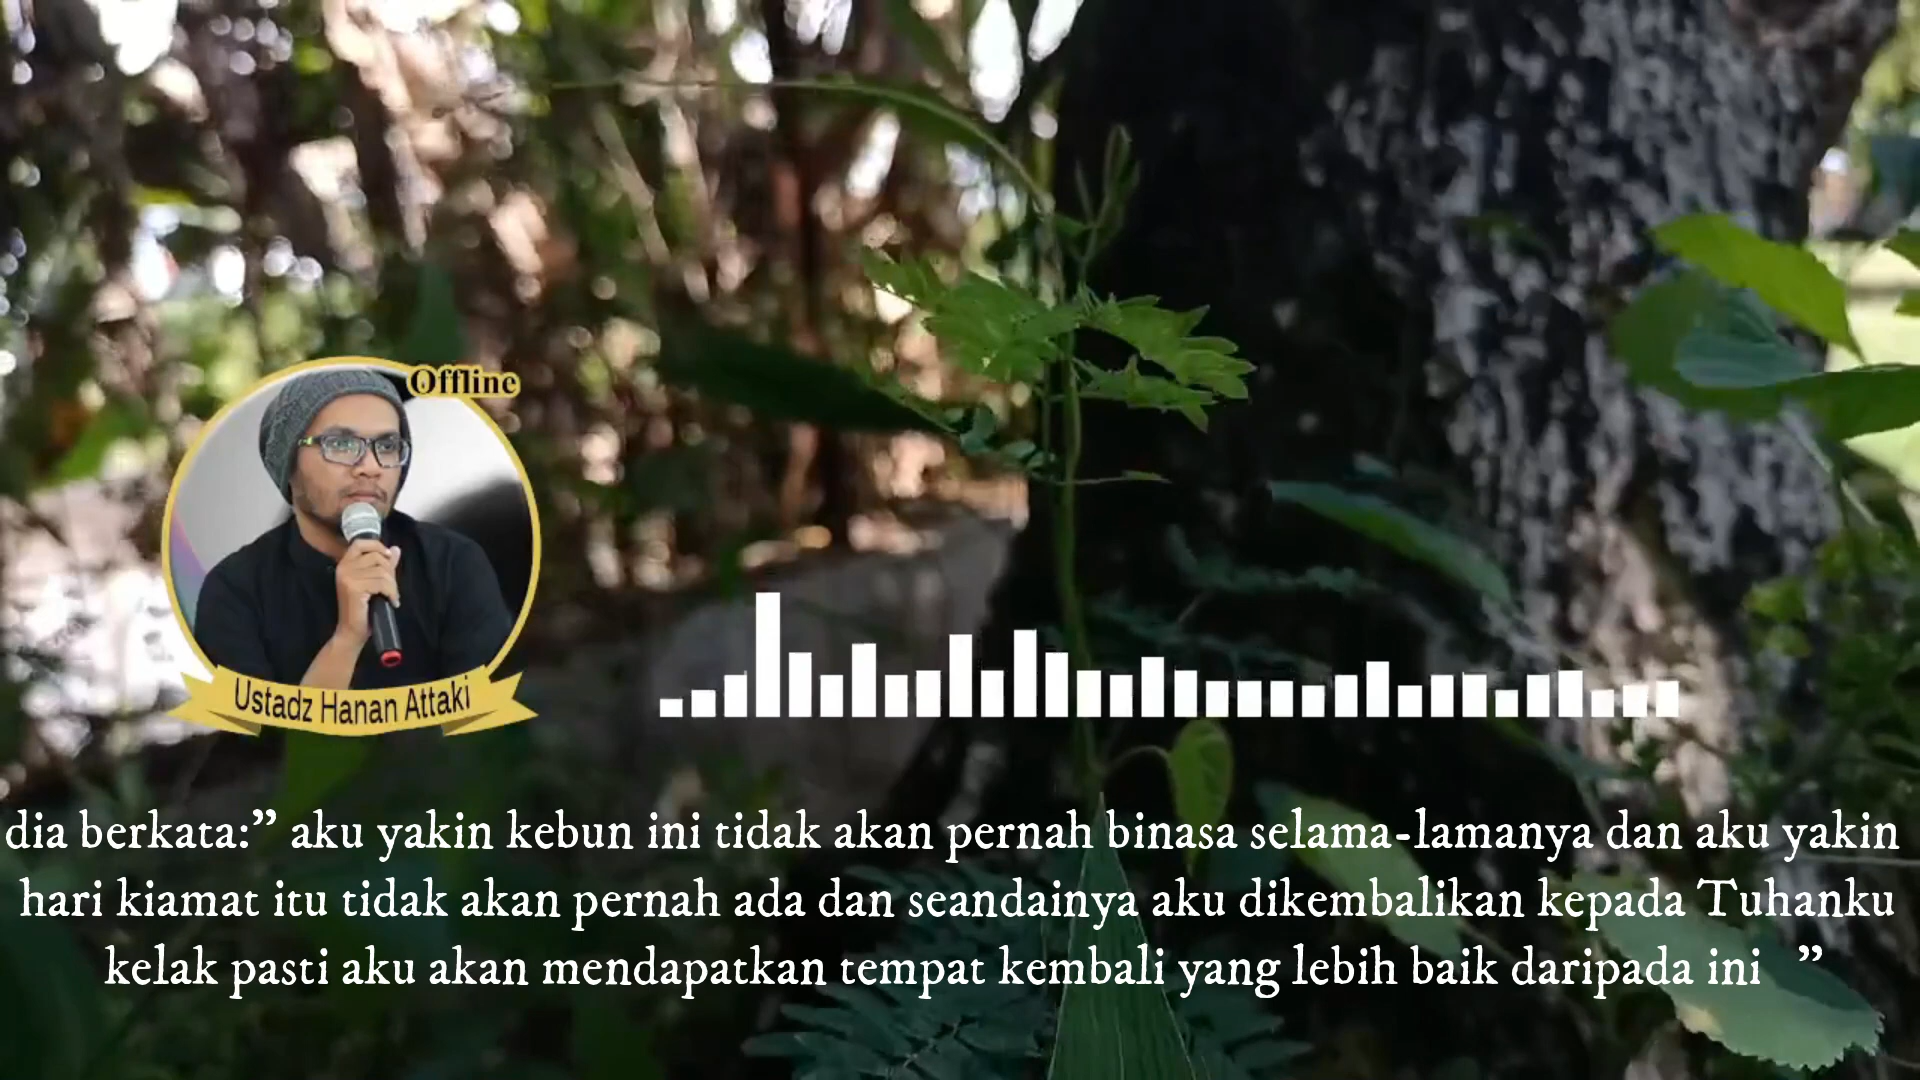 Offline
Ustadz Hanan Attaki
dia berkata:” aku yakin kebun ini tidak akan pernah binasa selama-lamanya dan aku yakin
hari kiamat itu tidak akan pernah ada dan seandainya aku dikembalikan kepada Tuhanku
kelak pasti aku akan mendapatkan tempat kembali yang lebih baik daripada ini ”